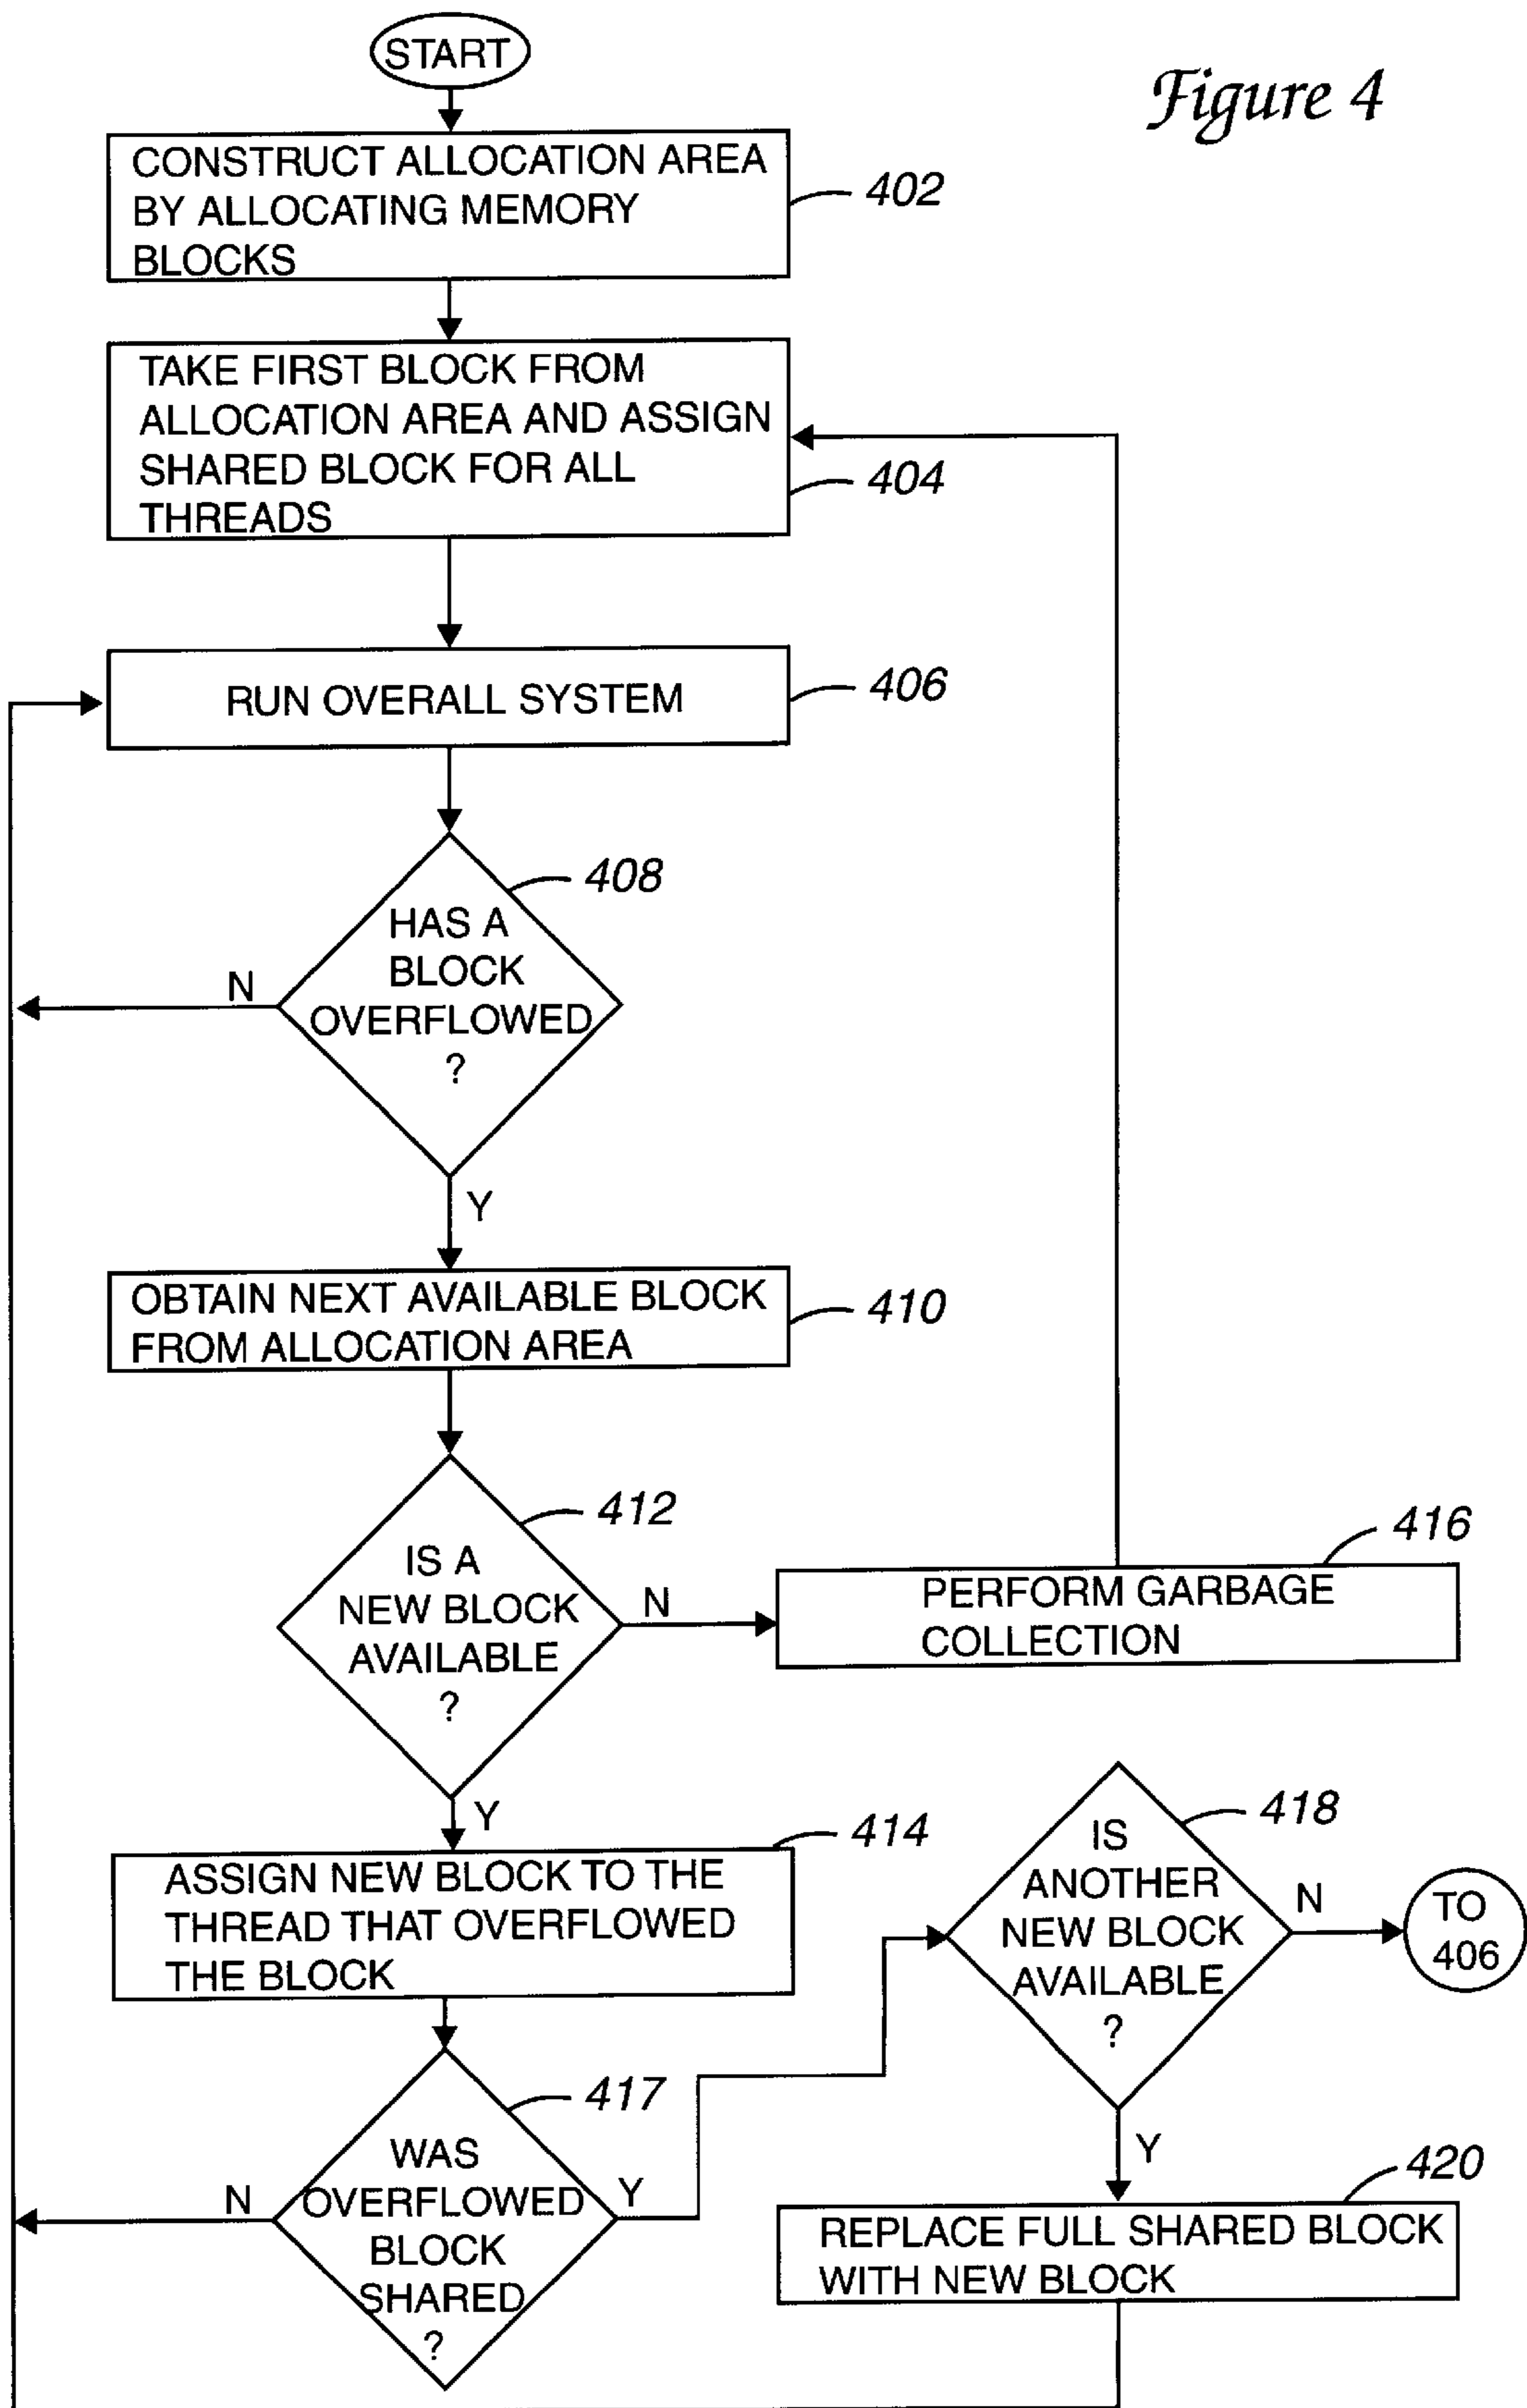 START
Figure 4
CONSTRUCT ALLOCATION AREA
BY ALLOCATING MEMORY
BLOCKS
402
TAKE FIRST BLOCK FROM
ALLOCATION AREA AND ASSIGN
SHARED BLOCK FOR ALL
THREADS
404
RUN OVERALL SYSTEM
406
408
HAS A
BLOCK
OVERFLOWED
?
N
Y
OBTAIN NEXT AVAILABLE BLOCK
FROM ALLOCATION AREA
410
412
IS A
NEW BLOCK
AVAILABLE
?
N
Y
416
PERFORM GARBAGE
COLLECTION
414
ASSIGN NEW BLOCK TO THE
THREAD THAT OVERFLOWED
THE BLOCK
417
WAS
OVERFLOWED
BLOCK
SHARED
?
N
Y
418
IS
ANOTHER
NEW BLOCK
AVAILABLE
?
N
TO
406
Y
420
REPLACE FULL SHARED BLOCK
WITH NEW BLOCK